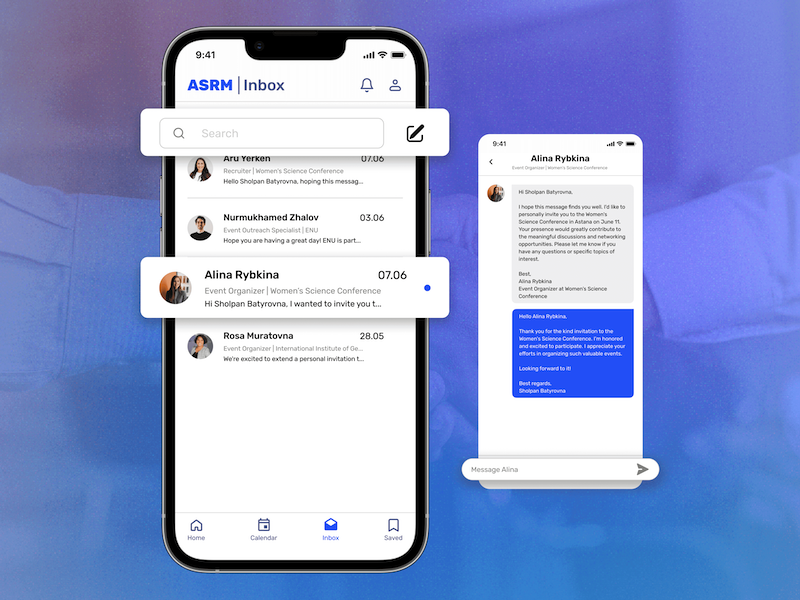 9:41
ASRM | Inbox
Search
Aru Yerken 07.06
Recruiter | Women's Science Conference
Hello Sholpan Batyrovna, hoping this messag...
Nurmukhamed Zhalov 03.06
Event Outreach Specialist | ENU
Hope you are having a great day! ENU is part...
Alina Rybkina 07.06
Event Organizer | Women's Science Conference
Hi Sholpan Batyrovna, I wanted to invite you t...
Rosa Muratovna 28.05
Event Organizer | International Institute of Ge...
We're excited to extend a personal invitation t...
Home Calendar Inbox Saved
9:41
Alina Rybkina
Event Organizer | Women's Science Conference
Hi Sholpan Batyrovna,
I hope this message finds you well. I'd like to
personally invite you to the Women's
Science Conference in Astana on June 11.
Your presence would greatly contribute to
the meaningful discussions and networking
opportunities. Please let me know if you
have any questions or specific topics of
interest.
Best,
Alina Rybkina
Event Organizer at Women's Science
Conference
Hello Alina Rybkina,
Thank you for the kind invitation to the
Women's Science Conference. I'm honored
and excited to participate. I appreciate your
efforts in organizing such valuable events.
Looking forward to it!
Best regards,
Sholpan Batyrovna
Message Alina